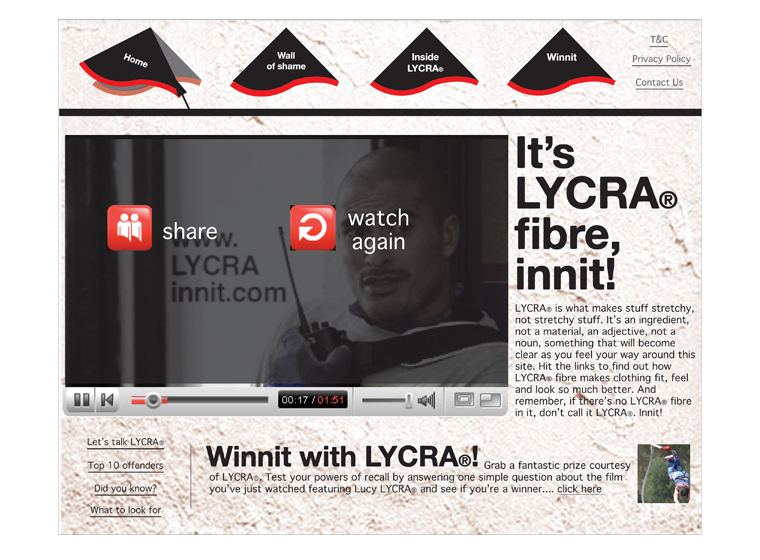 Home
Wall
of shame
Inside
LYCRA®
Winnit
T&C
Privacy Policy
Contact Us
share
watch
again
www.
LYCRA
innit.com
00:17 / 01:51
It's
LYCRA®
fibre,
innit!
LYCRA® is what makes stuff stretchy,
not stretchy stuff. It's an ingredient,
not a material, an adjective, not a
noun, something that will become
clear as you feel your way around this
site. Hit the links to find out how
LYCRA® fibre makes clothing fit, feel
and look so much better. And
remember, if there's no LYCRA® fibre
in it, don't call it LYCRA®. Innit!
Let's talk LYCRA®
Top 10 offenders
Did you know?
What to look for
Winnit with LYCRA®! Grab a fantastic prize courtesy
of LYCRA®. Test your powers of recall by answering one simple question about the film
you've just watched featuring Lucy LYCRA® and see if you're a winner.... click here